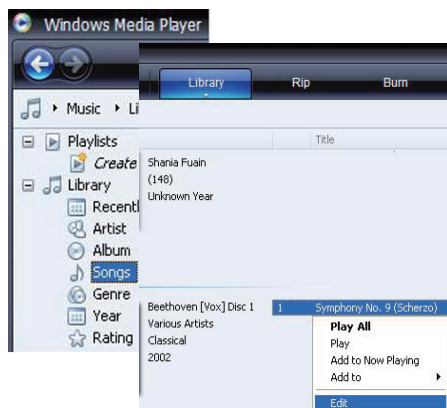 Windows Media Player
Music Li
Playlists
Create
Library
Recentl
Artist
Album
Songs
Genre
Year
Rating
Library Rip Burn
Title
Shania Fuain
(148)
Unknown Year
Beethoven [Vox] Disc 1 1 Symphony No. 9 (Scherzo)
Various Artists
Classical
2002
Play All
Play
Add to Now Playing
Add to
Edit